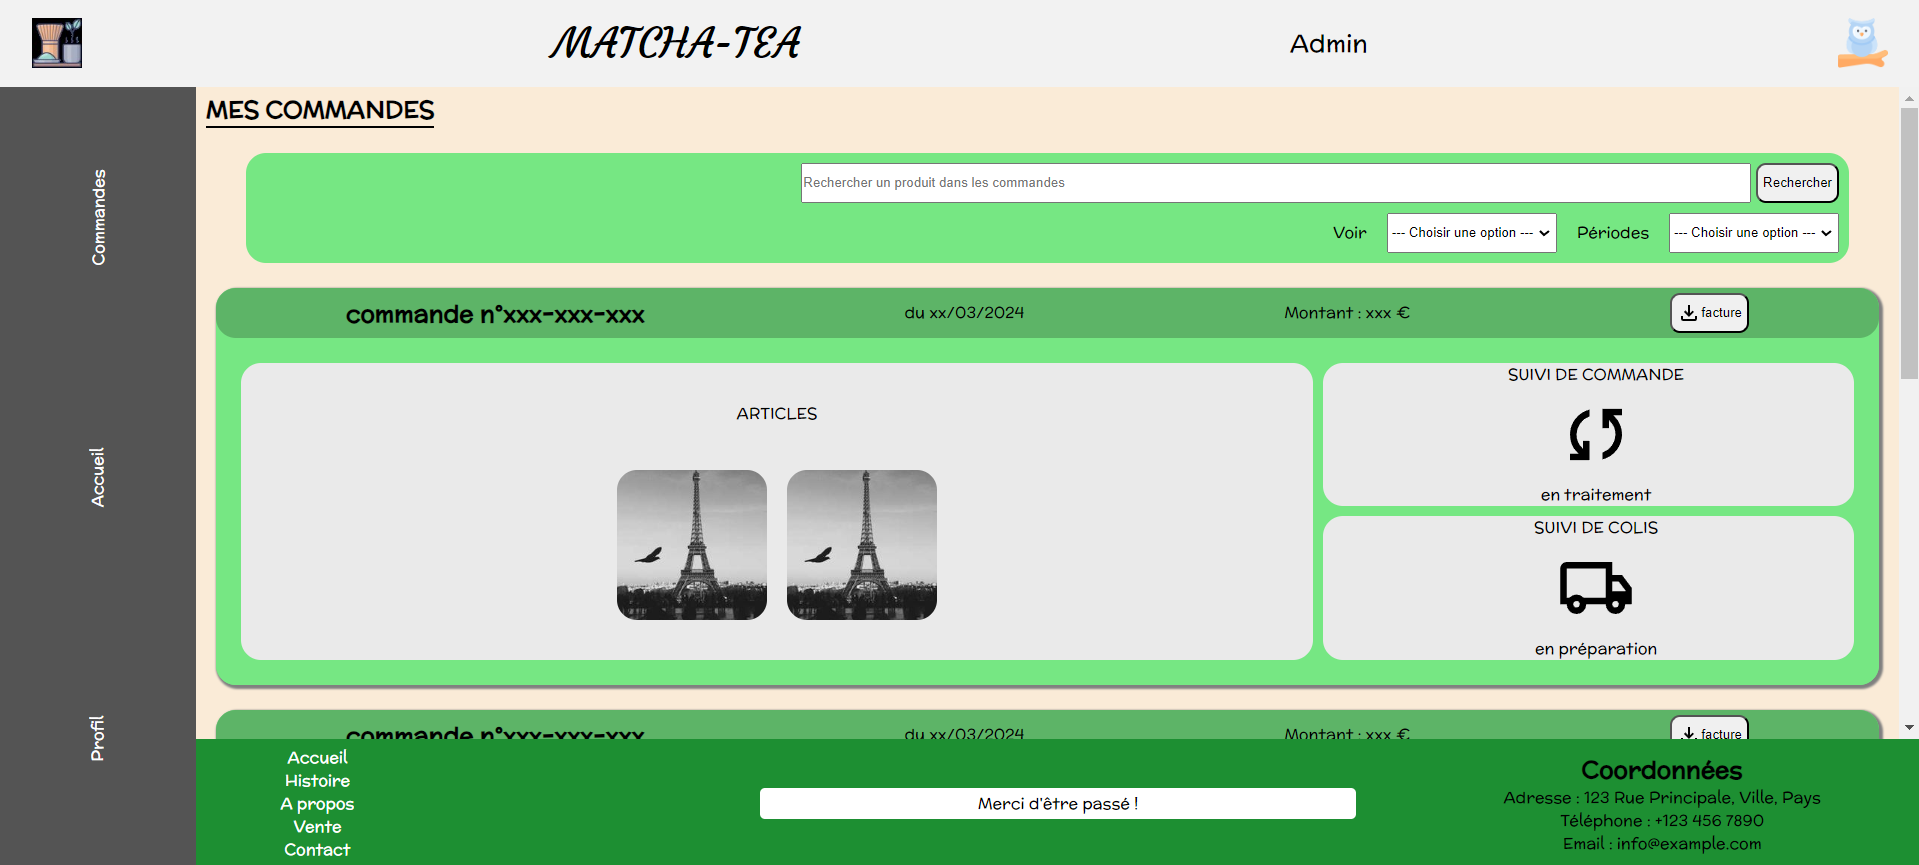 MATCHA-TEA
Admin
Commandes
Accueil
Profil
MES COMMANDES
Rechercher un produit dans les commandes
Rechercher
Voir
--- Choisir une option ---
Périodes
--- Choisir une option ---
commande n°xxx-xxx-xxx
du xx/03/2024
Montant : xxx €
facture
ARTICLES
SUIVI DE COMMANDE
en traitement
SUIVI DE COLIS
en préparation
commande n°xxx-xxx-xxx
du xx/03/2024
Montant : xxx €
facture
Accueil
Histoire
A propos
Vente
Contact
Merci d'être passé !
Coordonnées
Adresse : 123 Rue Principale, Ville, Pays
Téléphone : +123 456 7890
Email : info@example.com